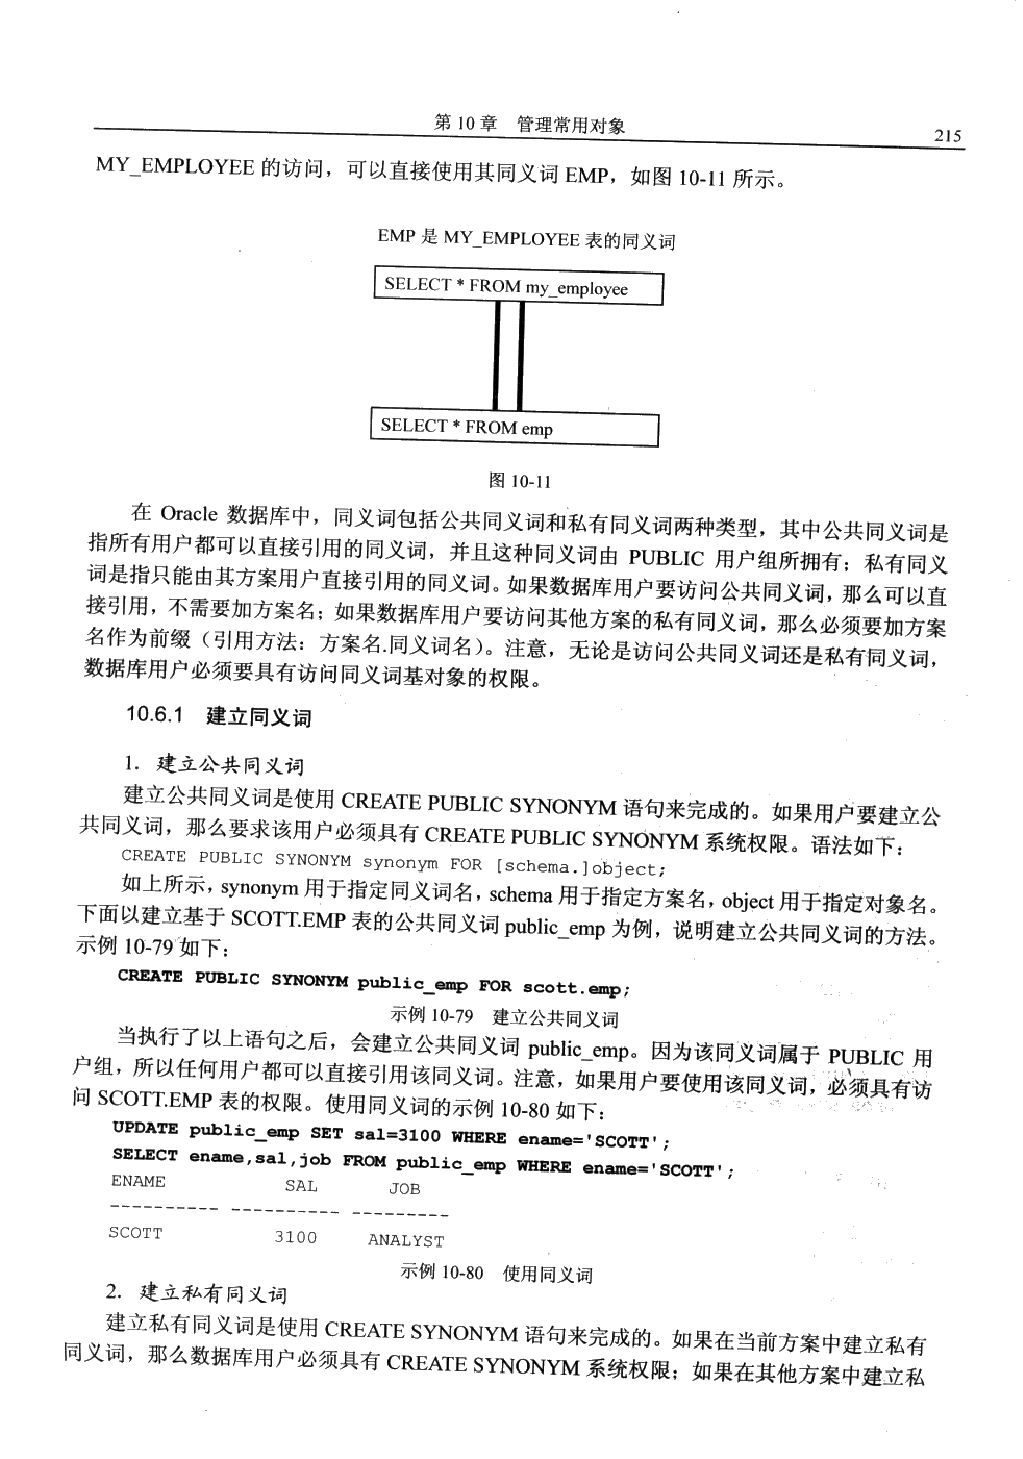 第 10 章 管理常用对象
215
MY_EMPLOYEE 的访问，可以直接使用其同义词 EMP，如图 10-11 所示。
EMP 是 MY_EMPLOYEE 表的同义词
SELECT * FROM my_employee
SELECT * FROM emp
图 10-11
在 Oracle 数据库中，同义词包括公共同义词和私有同义词两种类型，其中公共同义词是
指所有用户都可以直接引用的同义词，并且这种同义词由 PUBLIC 用户组所拥有；私有同义
词是指只能由其方案用户直接引用的同义词。如果数据库用户要访问公共同义词，那么可以直
接引用，不需要加方案名；如果数据库用户要访问其他方案的私有同义词，那么必须要加方案
名作为前缀（引用方法：方案名.同义词名）。注意，无论是访问公共同义词还是私有同义词，
数据库用户必须要具有访问同义词基对象的权限。
10.6.1 建立同义词
1. 建立公共同义词
建立公共同义词是使用 CREATE PUBLIC SYNONYM 语句来完成的。如果用户要建立公
共同义词，那么要求该用户必须具有 CREATE PUBLIC SYNONYM 系统权限。语法如下：
CREATE PUBLIC SYNONYM synonym FOR [schema.]object;
如上所示，synonym 用于指定同义词名，schema 用于指定方案名，object 用于指定对象名。
下面以建立基于 SCOTT.EMP 表的公共同义词 public_emp 为例，说明建立公共同义词的方法。
示例 10-79 如下：
CREATE PUBLIC SYNONYM public_emp FOR scott.emp;
示例 10-79 建立公共同义词
当执行了以上语句之后，会建立公共同义词 public_emp。因为该同义词属于 PUBLIC 用
户组，所以任何用户都可以直接引用该同义词。注意，如果用户要使用该同义词，必须具有访
问 SCOTT.EMP 表的权限。使用同义词的示例 10-80 如下：
UPDATE public_emp SET sal=3100 WHERE ename='SCOTT';
SELECT ename,sal,job FROM public_emp WHERE ename='SCOTT';
ENAME SAL JOB
---------- ---------- ---------
SCOTT 3100 ANALYST
示例 10-80 使用同义词
2. 建立私有同义词
建立私有同义词是使用 CREATE SYNONYM 语句来完成的。如果在当前方案中建立私有
同义词，那么数据库用户必须具有 CREATE SYNONYM 系统权限；如果在其他方案中建立私